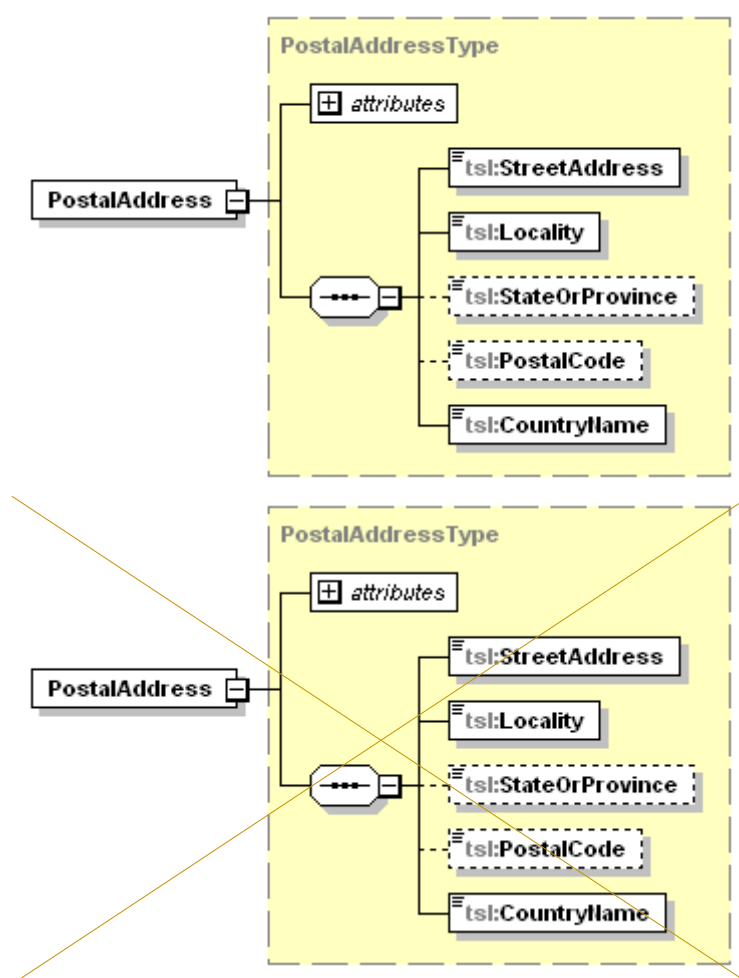 PostalAddressType
attributes
tsl:StreetAddress
PostalAddress
tsl:Locality
tsl:StateOrProvince
tsl:PostalCode
tsl:CountryName
PostalAddressType
attributes
tsl:StreetAddress
PostalAddress
tsl:Locality
tsl:StateOrProvince
tsl:PostalCode
tsl:CountryName